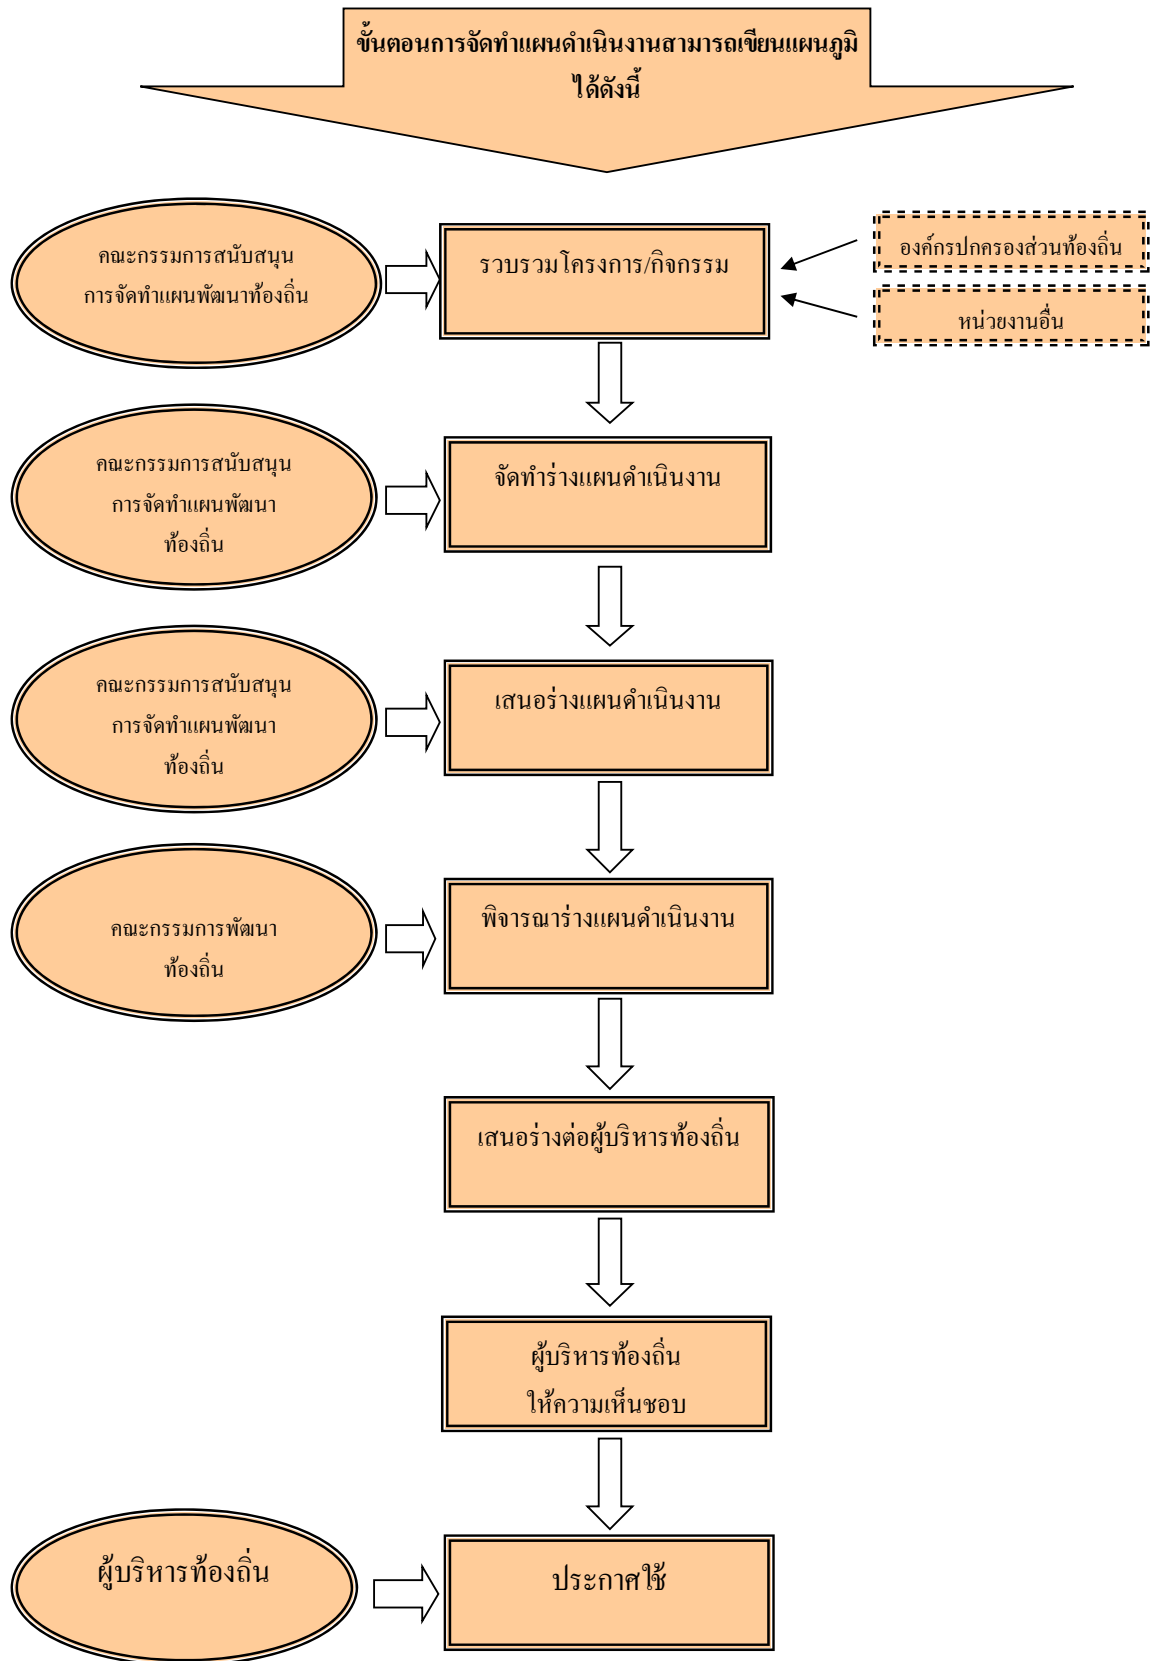 ขั้นตอนการจัดทำแผนดำเนินงานสามารถเขียนแผนภูมิ
ได้ดังนี้
คณะกรรมการสนับสนุน
การจัดทำแผนพัฒนาท้องถิ่น
รวบรวมโครงการ/กิจกรรม
องค์กรปกครองส่วนท้องถิ่น
หน่วยงานอื่น
คณะกรรมการสนับสนุน
การจัดทำแผนพัฒนา
ท้องถิ่น
จัดทำร่างแผนดำเนินงาน
คณะกรรมการสนับสนุน
การจัดทำแผนพัฒนา
ท้องถิ่น
เสนอร่างแผนดำเนินงาน
คณะกรรมการพัฒนา
ท้องถิ่น
พิจารณาร่างแผนดำเนินงาน
เสนอร่างต่อผู้บริหารท้องถิ่น
ผู้บริหารท้องถิ่น
ให้ความเห็นชอบ
ผู้บริหารท้องถิ่น
ประกาศใช้